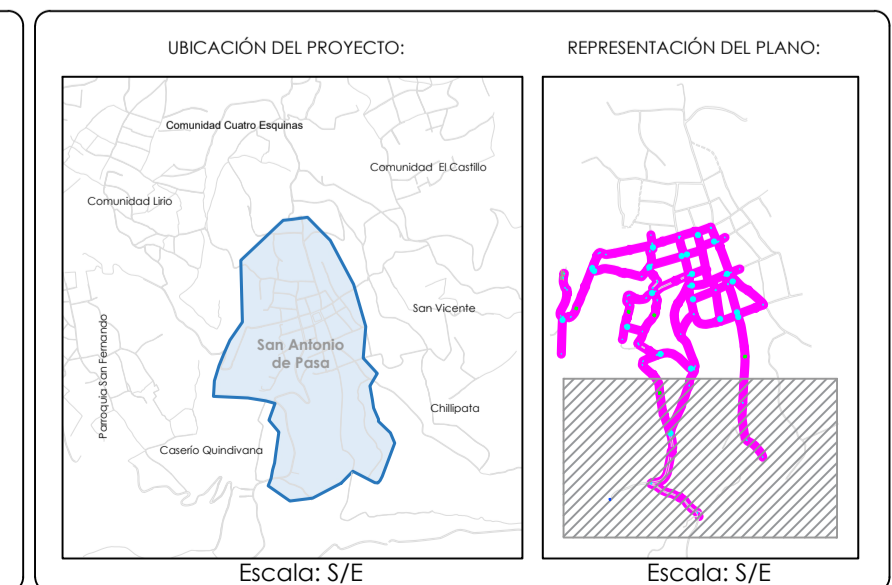 UBICACIÓN DEL PROYECTO:
REPRESENTACIÓN DEL PLANO:
Comunidad Cuatro Esquinas
Comunidad El Castillo
Comunidad Lirio
San Vicente
San Antonio
de Pasa
Parroquia San Fernando
Chillipata
Caserío Quindivana
Escala: S/E
Escala: S/E